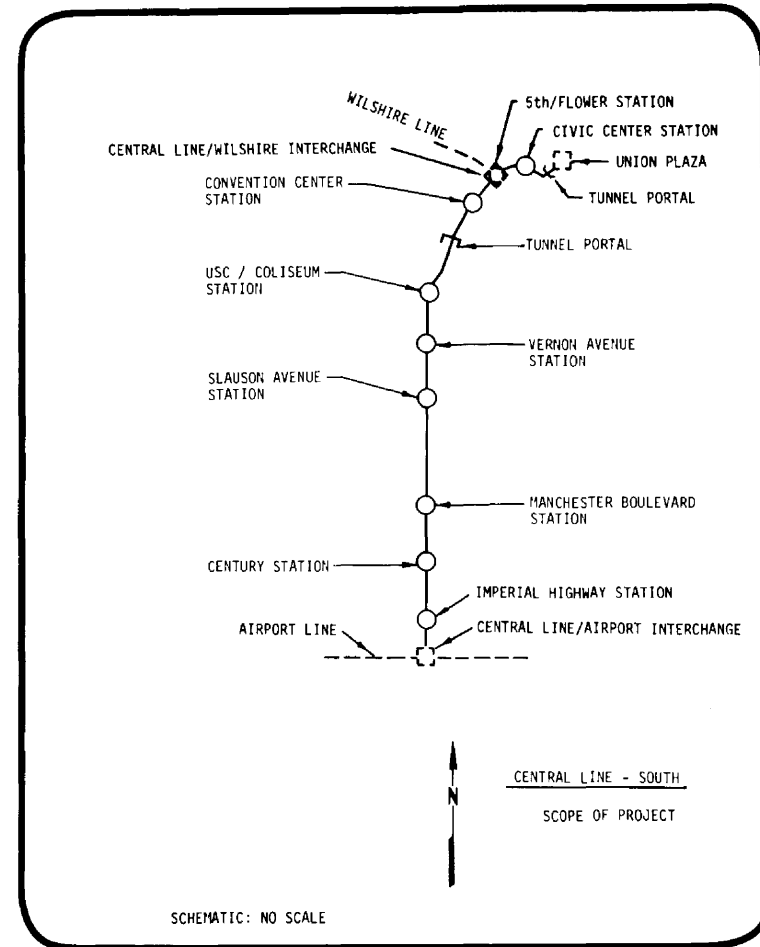 WILSHIRE LINE
5th/FLOWER STATION
CIVIC CENTER STATION
CENTRAL LINE/WILSHIRE INTERCHANGE
UNION PLAZA
CONVENTION CENTER
STATION
TUNNEL PORTAL
TUNNEL PORTAL
USC / COLISEUM
STATION
VERNON AVENUE
STATION
SLAUSON AVENUE
STATION
MANCHESTER BOULEVARD
STATION
CENTURY STATION
IMPERIAL HIGHWAY STATION
AIRPORT LINE
CENTRAL LINE/AIRPORT INTERCHANGE
N
CENTRAL LINE - SOUTH
SCOPE OF PROJECT
SCHEMATIC: NO SCALE